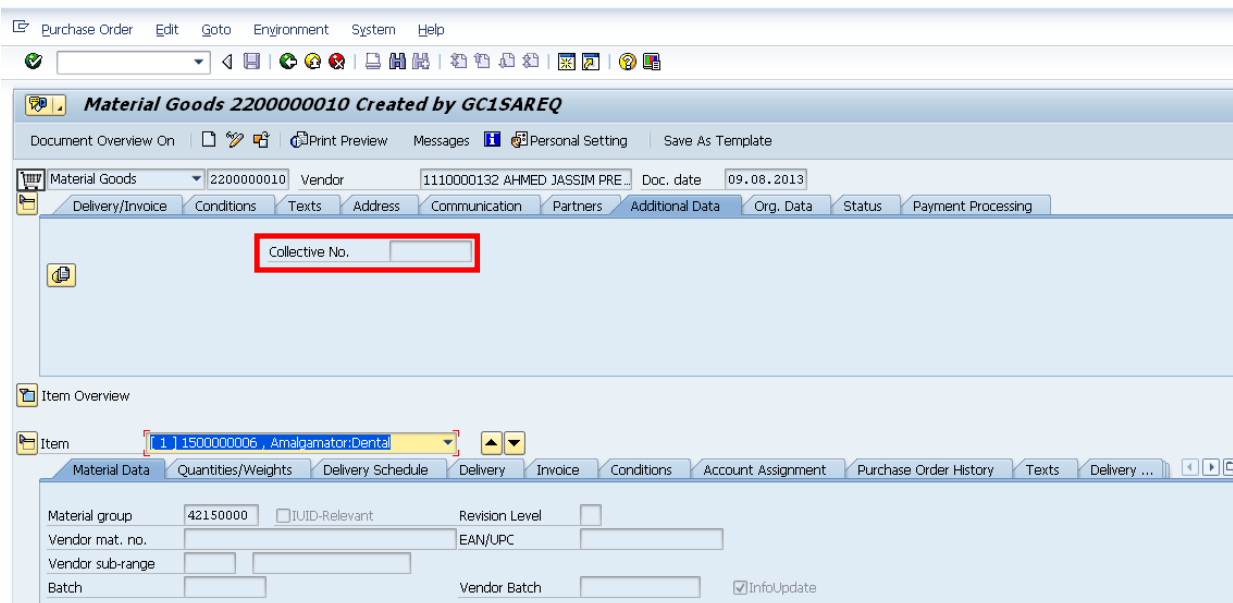 Purchase Order Edit Goto Environment System Help
Material Goods 2200000010 Created by GC1SAREQ
Document Overview On Print Preview Messages Personal Setting Save As Template
Material Goods 2200000010 Vendor 1110000132 AHMED JASSIM PRE... Doc. date 09.08.2013
Delivery/Invoice Conditions Texts Address Communication Partners Additional Data Org. Data Status Payment Processing
Collective No.
Item Overview
Item [ 1 ] 1500000006 , Amalgamator:Dental
Material Data Quantities/Weights Delivery Schedule Delivery Invoice Conditions Account Assignment Purchase Order History Texts Delivery ...
Material group 42150000 IUID-Relevant Revision Level
Vendor mat. no. EAN/UPC
Vendor sub-range
Batch Vendor Batch InfoUpdate